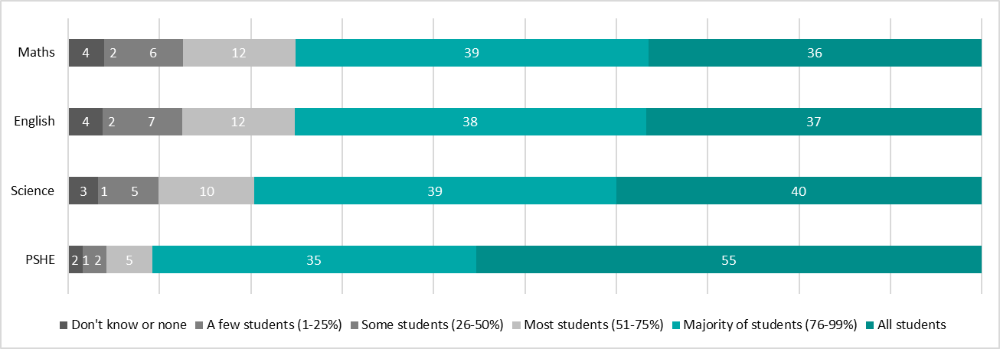 Maths 4 2 6 12 39 36
English 4 2 7 12 38 37
Science 3 1 5 10 39 40
PSHE 2 1 2 5 35 55
Don't know or none A few students (1-25%) Some students (26-50%) Most students (51-75%) Majority of students (76-99%) All students